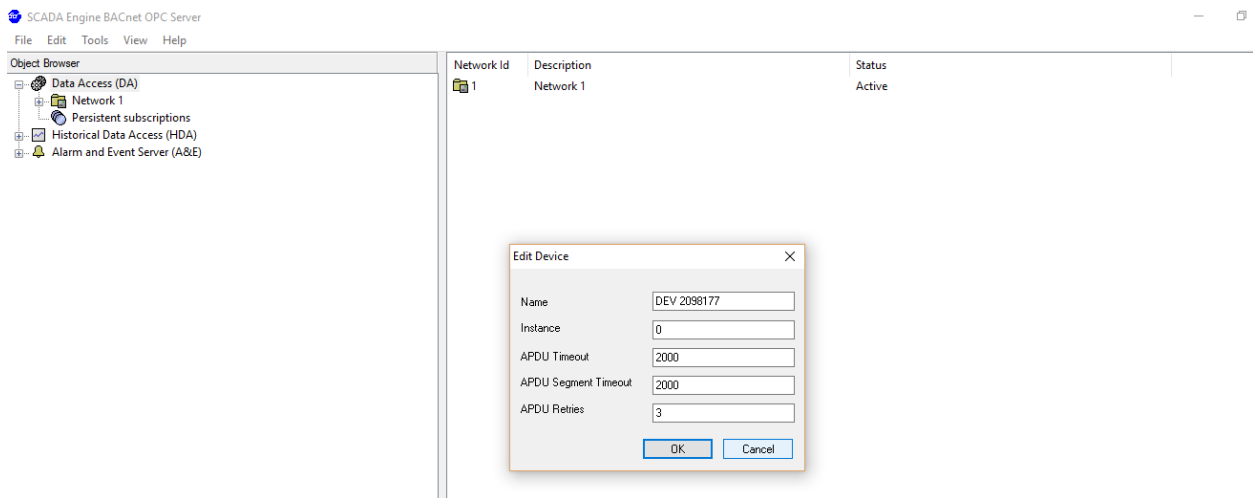 SCADA Engine BACnet OPC Server
File Edit Tools View Help
Object Browser
Data Access (DA)
Network 1
Persistent subscriptions
Historical Data Access (HDA)
Alarm and Event Server (A&E)
Network Id Description Status
1 Network 1 Active
Edit Device
Name DEV 2098177
Instance 0
APDU Timeout 2000
APDU Segment Timeout 2000
APDU Retries 3
OK Cancel